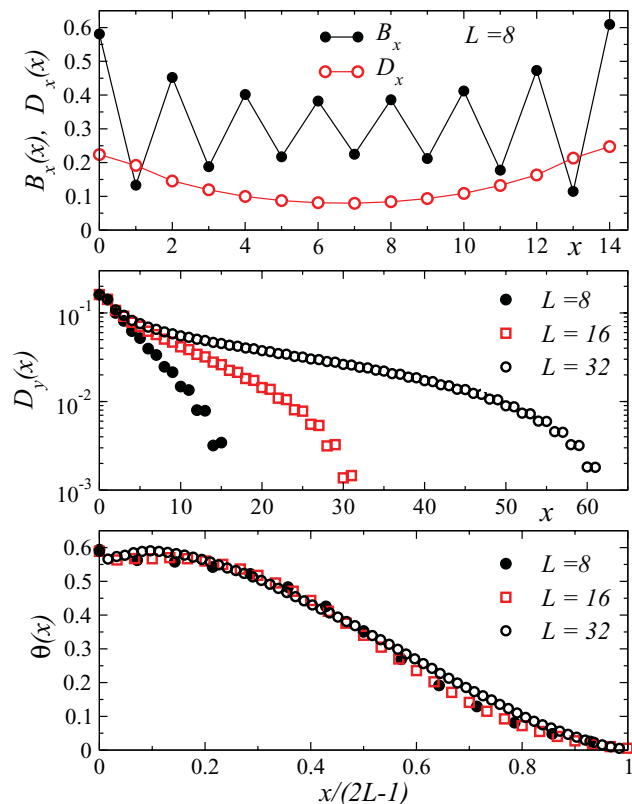 0.6
0.5
0.4
0.3
0.2
0.1
0
B_x(x), D_x(x)
B_x
D_x
L =8
0 2 4 6 8 10 12 x 14
10^{-1}
10^{-2}
10^{-3}
D_y(x)
L =8
L = 16
L = 32
0 10 20 30 40 50 x 60
0.6
0.5
0.4
0.3
0.2
0.1
0
θ(x)
L =8
L = 16
L = 32
0 0.2 0.4 0.6 0.8 1
x/(2L-1)